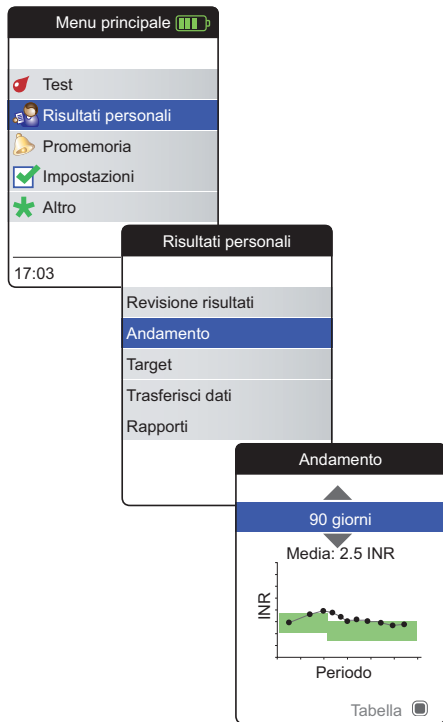 Menu principale
Test
Risultati personali
Promemoria
Impostazioni
Altro
17:03
Risultati personali
Revisione risultati
Andamento
Target
Trasferisci dati
Rapporti
Andamento
90 giorni
Media: 2.5 INR
INR
Periodo
Tabella